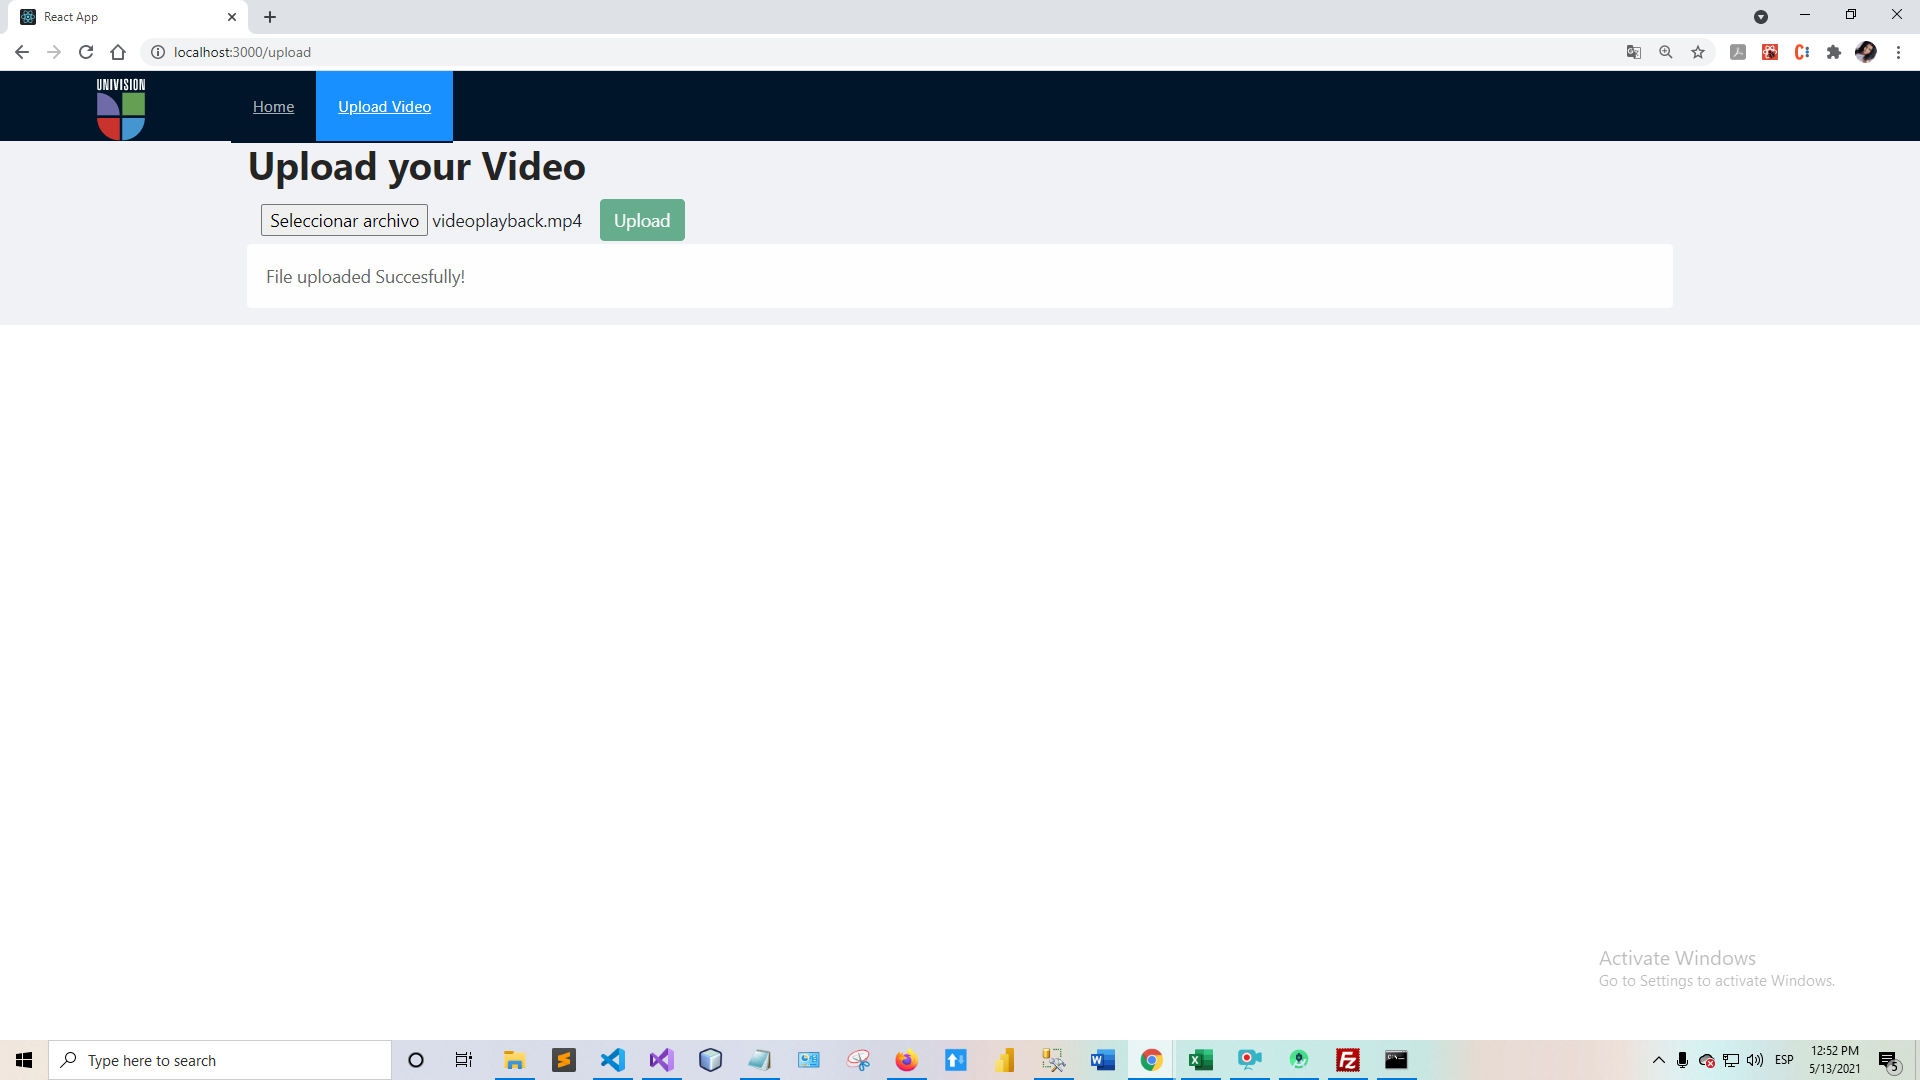 React App
localhost:3000/upload
UNIVISION
Home
Upload Video
Upload your Video
Seleccionar archivo
videoplayback.mp4
Upload
File uploaded Succesfully!
Activate Windows
Go to Settings to activate Windows.
Type here to search
ESP
12:52 PM
5/13/2021
5